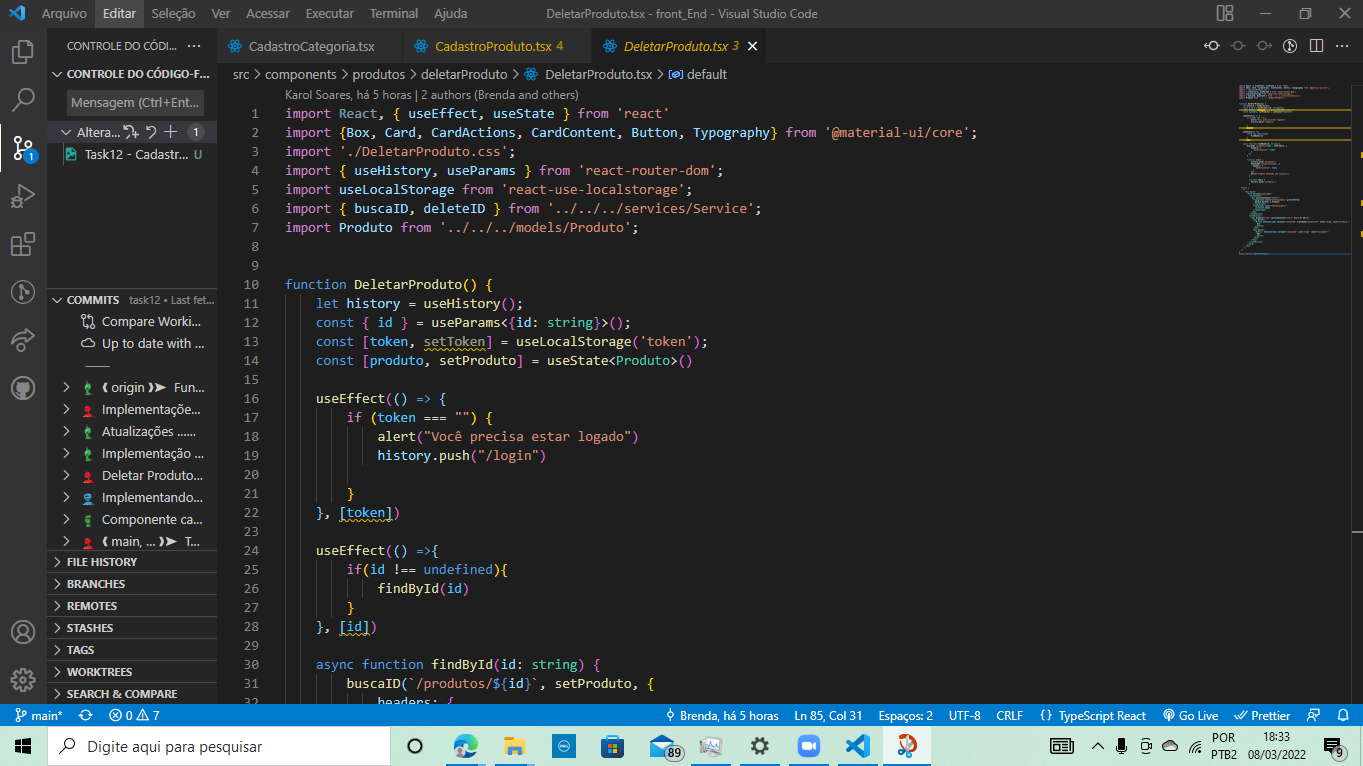 Arquivo Editar Seleção Ver Acessar Executar Terminal Ajuda DeletarProduto.tsx - front_End - Visual Studio Code
CONTROLE DO CÓDI... ···
CadastroCategoria.tsx CadastroProduto.tsx 4 DeletarProduto.tsx 3
CONTROLE DO CÓDIGO-F...
Mensagem (Ctrl+Ent...
Altera... 1
Task12 - Cadastr... U
1
COMMITS task12 • Last fet...
Compare Worki...
Up to date with ...
origin Fun...
Implementaçõe...
Atualizações ......
Implementação ...
Deletar Produto...
Implementando...
Componente ca...
main, ... T...
FILE HISTORY
BRANCHES
REMOTES
STASHES
TAGS
WORKTREES
SEARCH & COMPARE
src > components > produtos > deletarProduto > DeletarProduto.tsx > default
Karol Soares, há 5 horas | 2 authors (Brenda and others)
1 import React, { useEffect, useState } from 'react'
2 import {Box, Card, CardActions, CardContent, Button, Typography} from '@material-ui/core';
3 import './DeletarProduto.css';
4 import { useHistory, useParams } from 'react-router-dom';
5 import useLocalStorage from 'react-use-localstorage';
6 import { buscaID, deleteID } from '../../../services/Service';
7 import Produto from '../../../models/Produto';
8
9
10 function DeletarProduto() {
11 let history = useHistory();
12 const { id } = useParams<{id: string}>();
13 const [token, setToken] = useLocalStorage('token');
14 const [produto, setProduto] = useState<Produto>()
15
16 useEffect(() => {
17 if (token === "") {
18 alert("Você precisa estar logado")
19 history.push("/login")
20
21 }
22 }, [token])
23
24 useEffect(() =>{
25 if(id !== undefined){
26 findById(id)
27 }
28 }, [id])
29
30 async function findById(id: string) {
31 buscaID(`/produtos/${id}`, setProduto, {
32 headers: {
main* 0 7 Brenda, há 5 horas Ln 85, Col 31 Espaços: 2 UTF-8 CRLF {} TypeScript React Go Live Prettier
Digite aqui para pesquisar 89 POR 18:33
PTB2 08/03/2022 9